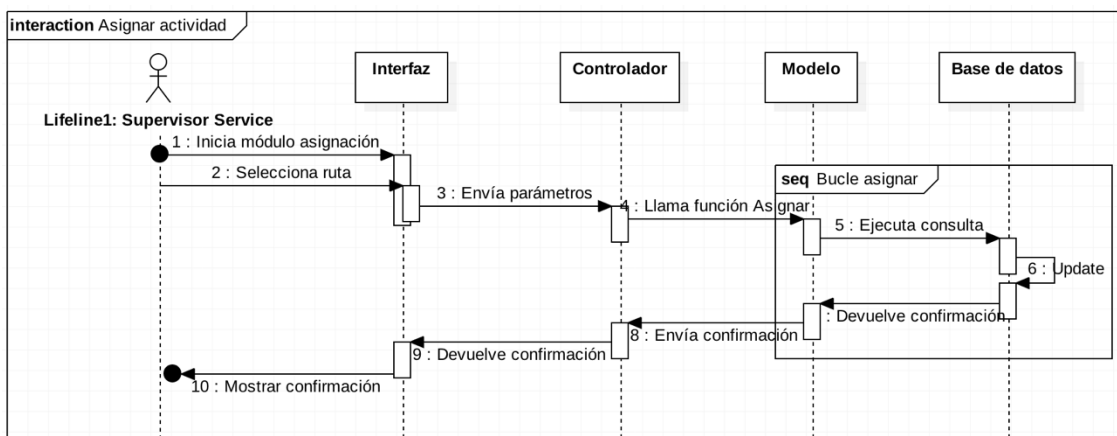 interaction Asignar actividad
Interfaz
Controlador
Modelo
Base de datos
Lifeline1: Supervisor Service
1 : Inicia módulo asignación
2 : Selecciona ruta
seq Bucle asignar
3 : Envía parámetros
4 : Llama función Asignar
5 : Ejecuta consulta
6 : Update
: Devuelve confirmación
8 : Envía confirmación
9 : Devuelve confirmación
10 : Mostrar confirmación